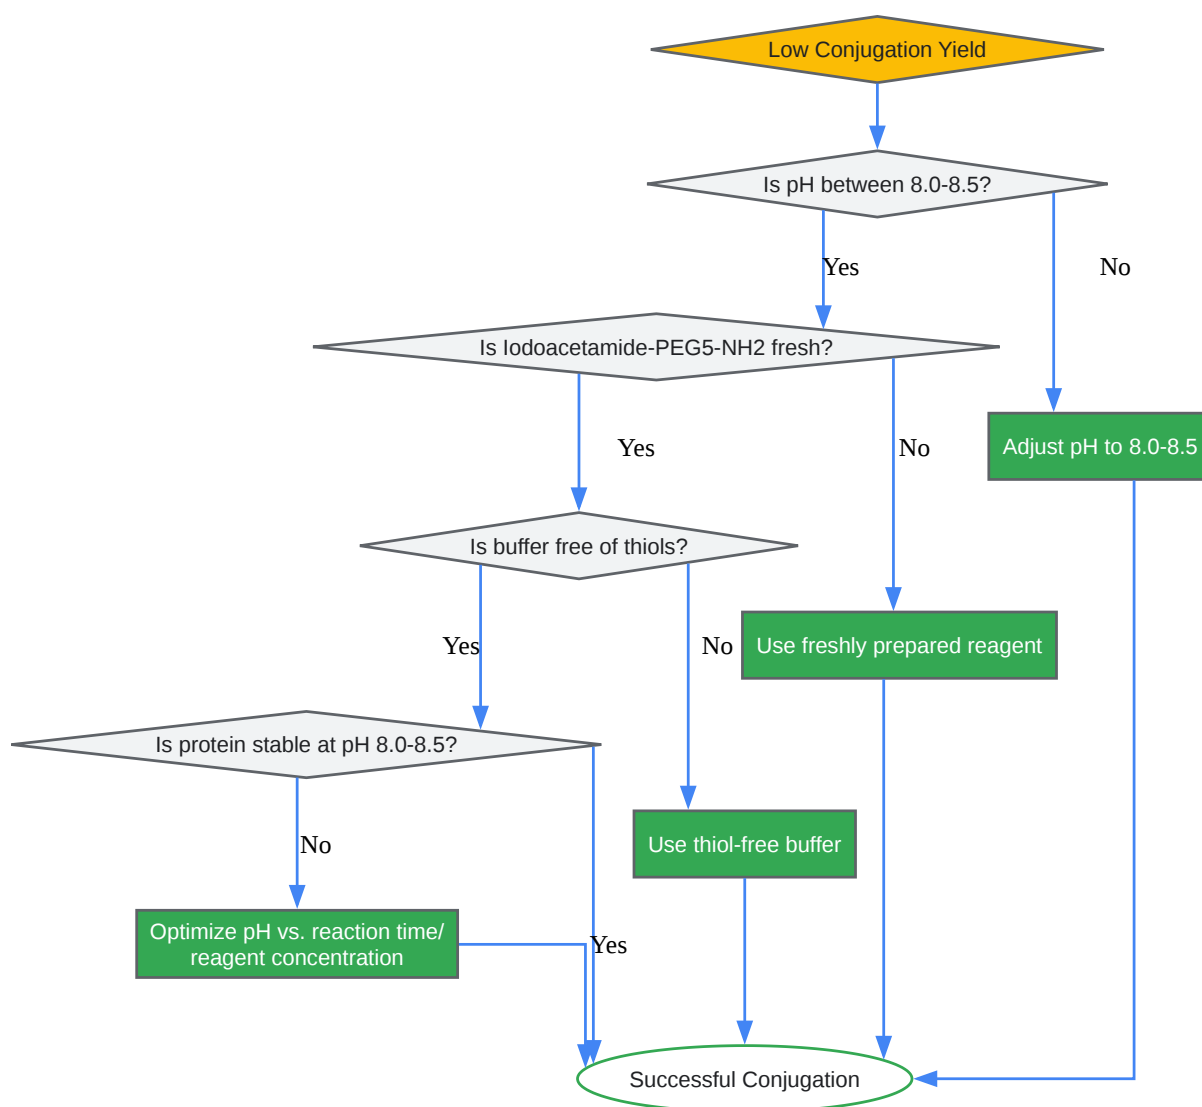 Low Conjugation Yield
Is pH between 8.0-8.5?
Yes
No
Is Iodoacetamide-PEG5-NH2 fresh?
Yes
No
Adjust pH to 8.0-8.5
Is buffer free of thiols?
Yes
No
Use freshly prepared reagent
Is protein stable at pH 8.0-8.5?
No
Use thiol-free buffer
Optimize pH vs. reaction time/
reagent concentration
Yes
Successful Conjugation